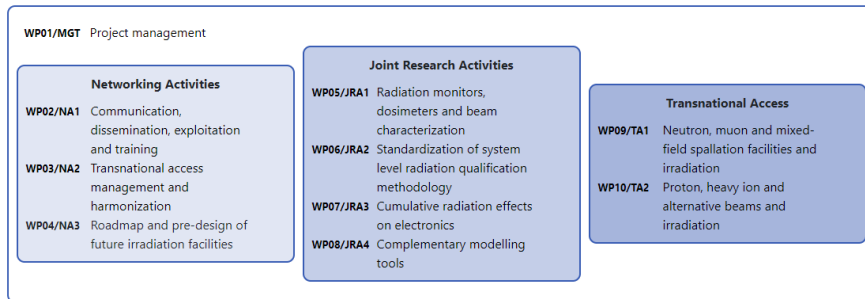 WP01/MGT Project management
Networking Activities
WP02/NA1 Communication,
dissemination, exploitation
and training
WP03/NA2 Transnational access
management and
harmonization
WP04/NA3 Roadmap and pre-design of
future irradiation facilities
Joint Research Activities
WP05/JRA1 Radiation monitors,
dosimeters and beam
characterization
WP06/JRA2 Standardization of system
level radiation qualification
methodology
WP07/JRA3 Cumulative radiation effects
on electronics
WP08/JRA4 Complementary modelling
tools
Transnational Access
WP09/TA1 Neutron, muon and mixed-
field spallation facilities and
irradiation
WP10/TA2 Proton, heavy ion and
alternative beams and
irradiation